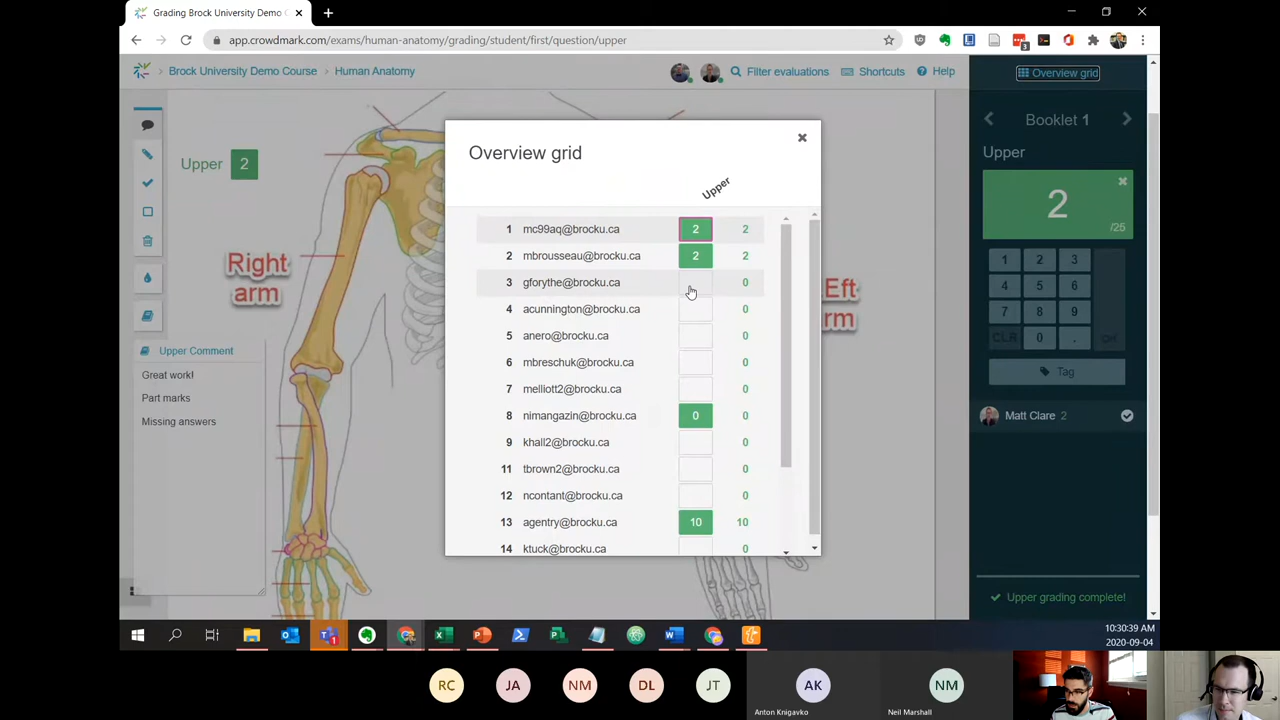 Grading Brock University Demo C
app.crowdmark.com/exams/human-anatomy/grading/student/first/question/upper
3
Brock University Demo Course > Human Anatomy
Filter evaluations
Shortcuts
Help
Overview grid
Booklet 1
Upper
2
/25
1 2 3
4 5 6
7 8 9
CLR 0 . OK
Tag
Matt Clare 2
Upper grading complete!
Upper 2
Right
arm
Eft
rm
Upper Comment
Great work!
Part marks
Missing answers
Overview grid
Upper
1 mc99aq@brocku.ca 2 2
2 mbrousseau@brocku.ca 2 2
3 gforythe@brocku.ca 0
4 acunnington@brocku.ca 0
5 anero@brocku.ca 0
6 mbreschuk@brocku.ca 0
7 melliott2@brocku.ca 0
8 nimangazin@brocku.ca 0 0
9 khall2@brocku.ca 0
11 tbrown2@brocku.ca 0
12 ncontant@brocku.ca 0
13 agentry@brocku.ca 10 10
14 ktuck@brocku.ca 0
10:30:39 AM
2020-09-04
RC JA NM DL JT AK NM
Anton Knigavko
Neil Marshall